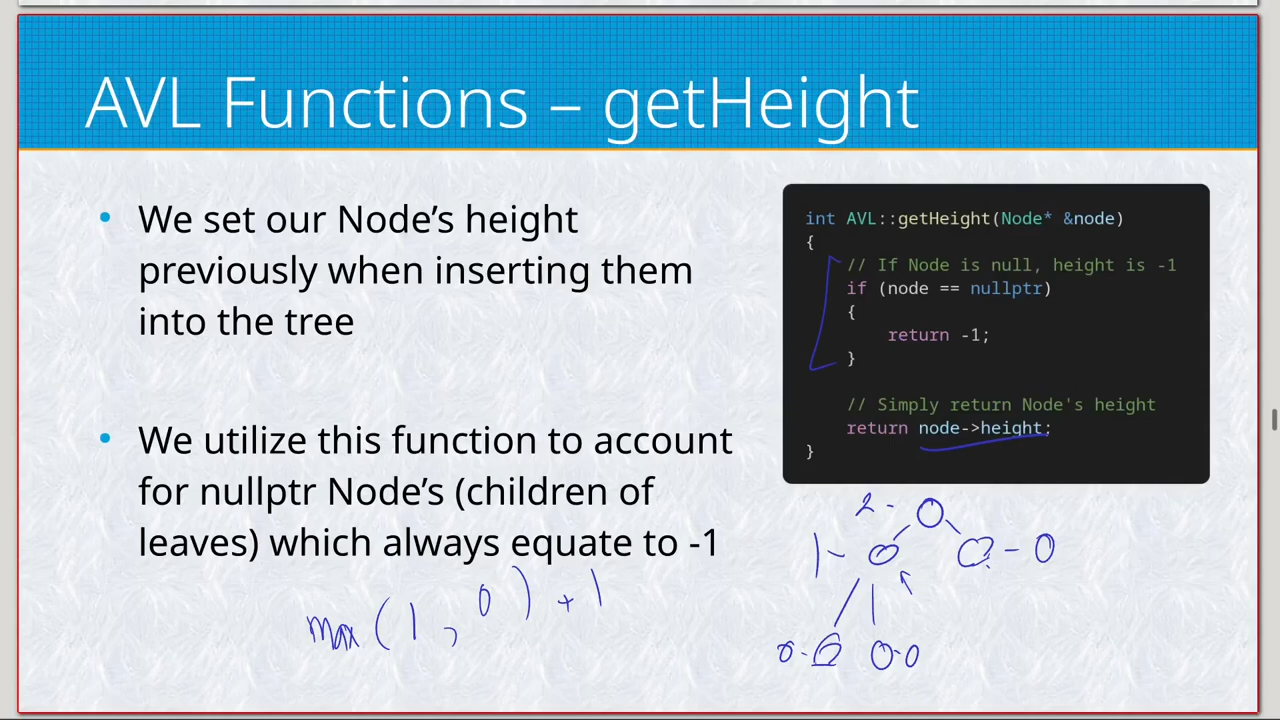 AVL Functions – getHeight
• We set our Node's height
previously when inserting them
into the tree
• We utilize this function to account
for nullptr Node's (children of
leaves) which always equate to -1
int AVL::getHeight(Node* &node)
{
// If Node is null, height is -1
if (node == nullptr)
{
return -1;
}
// Simply return Node's height
return node->height;
}
max(1, 0) + 1
2 -
1 - - 0
0 - - 0